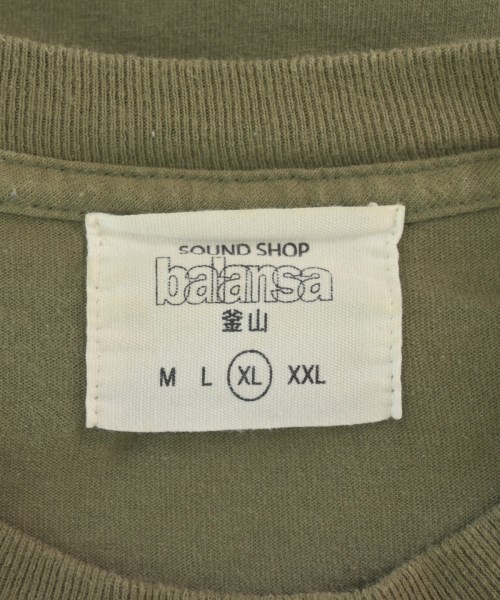 SOUND SHOP
balansa
釜山
M L XL XXL